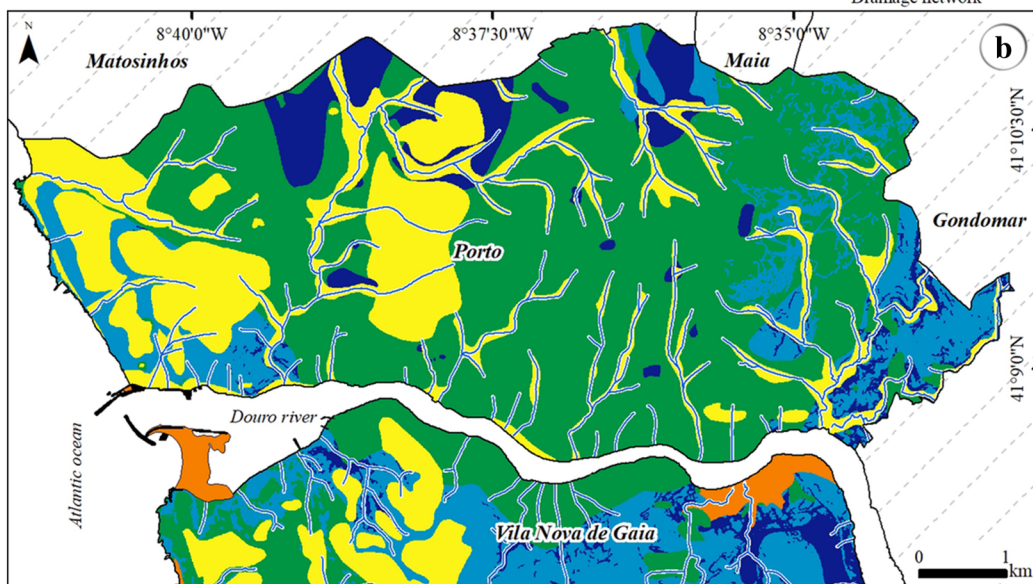 Drainage network
N
8°40'0"W
8°37'30"W
8°35'0"W
b
Matosinhos
Maia
41°10'30"N
Gondomar
Porto
41°9'0"N
Douro river
Atlantic ocean
Vila Nova de Gaia
0 1
km